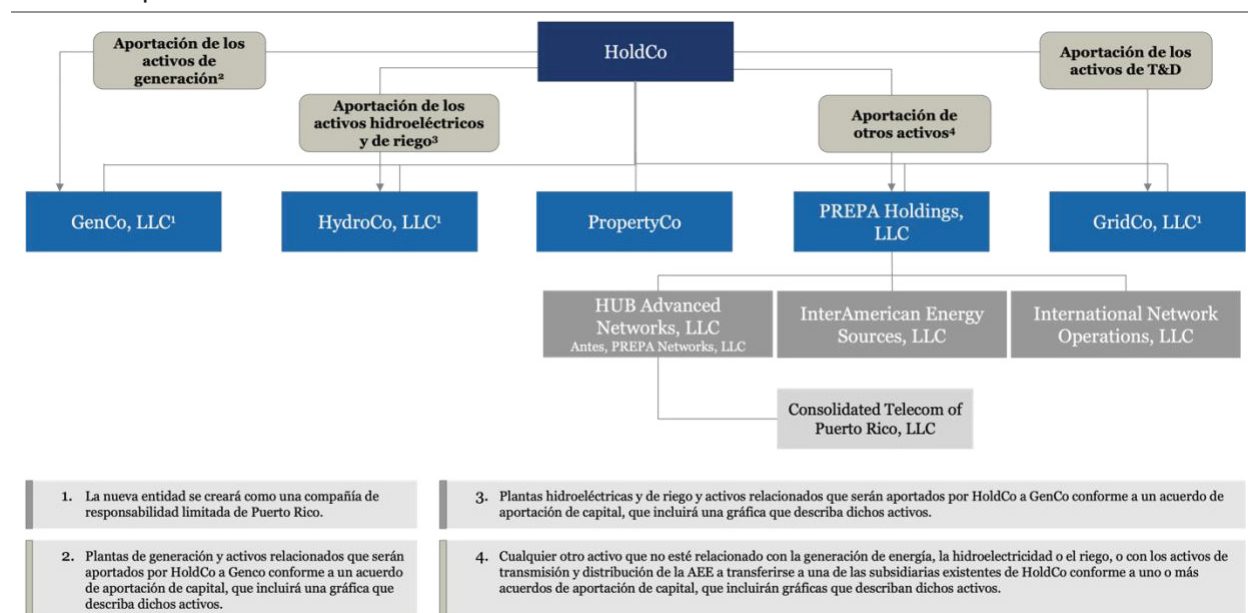 Aportación de los
activos de
generación²
HoldCo
Aportación de los
activos de T&D
Aportación de los
activos hidroeléctricos
y de riego³
Aportación de
otros activos⁴
GenCo, LLC¹
HydroCo, LLC¹
PropertyCo
PREPA Holdings,
LLC
GridCo, LLC¹
HUB Advanced
Networks, LLC
Antes, PREPA Networks, LLC
InterAmerican Energy
Sources, LLC
International Network
Operations, LLC
Consolidated Telecom of
Puerto Rico, LLC
1. La nueva entidad se creará como una compañía de
responsabilidad limitada de Puerto Rico.
2. Plantas de generación y activos relacionados que serán
aportados por HoldCo a Genco conforme a un acuerdo
de aportación de capital, que incluirá una gráfica que
describa dichos activos.
3. Plantas hidroeléctricas y de riego y activos relacionados que serán aportados por HoldCo a GenCo conforme a un acuerdo de
aportación de capital, que incluirá una gráfica que describa dichos activos.
4. Cualquier otro activo que no esté relacionado con la generación de energía, la hidroelectricidad o el riego, o con los activos de
transmisión y distribución de la AEE a transferirse a una de las subsidiarias existentes de HoldCo conforme a uno o más
acuerdos de aportación de capital, que incluirán gráficas que describan dichos activos.